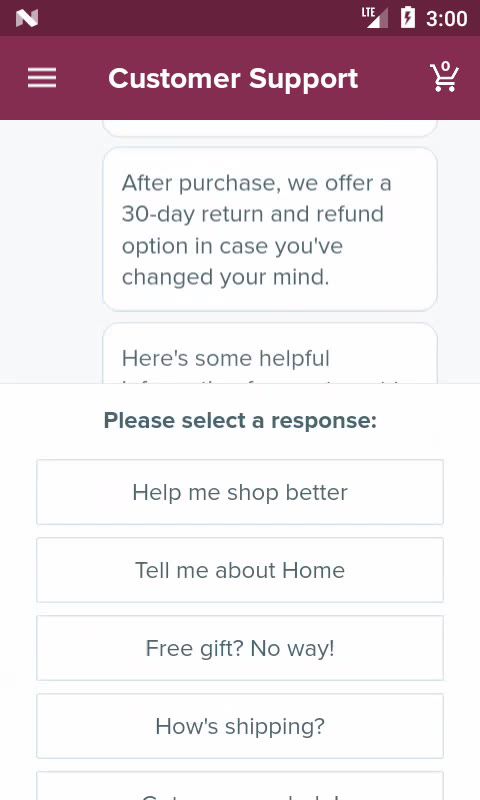 LTE 3:00
Customer Support
0
After purchase, we offer a
30-day return and refund
option in case you've
changed your mind.
Here's some helpful
Please select a response:
Help me shop better
Tell me about Home
Free gift? No way!
How's shipping?